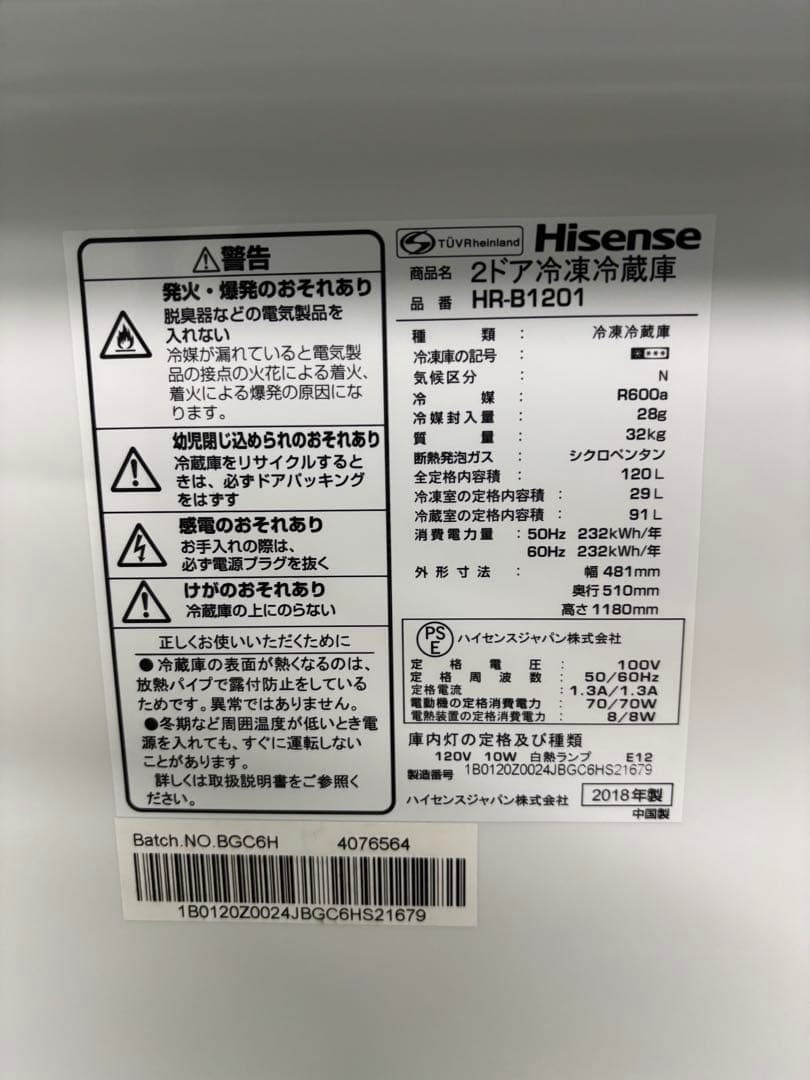 ⚠警告
発火・爆発のおそれあり
脱臭器などの電気製品を
入れない
冷媒が漏れていると電気製
品の接点の火花による着火、
着火による爆発の原因にな
ります。
幼児閉じ込められのおそれあり
冷蔵庫をリサイクルすると
きは、必ずドアパッキング
をはずす
感電のおそれあり
お手入れの際は、
必ず電源プラグを抜く
けがのおそれあり
冷蔵庫の上にのらない
正しくお使いいただくために
●冷蔵庫の表面が熱くなるのは、
放熱パイプで露付防止をしている
ためです。異常ではありません。
●冬期など周囲温度が低いとき電
源を入れても、すぐに運転しない
ことがあります。
詳しくは取扱説明書をご参照く
ださい。
TÜVRheinland Hisense
商品名 2ドア冷凍冷蔵庫
品番 HR-B1201
種類 : 冷凍冷蔵庫
冷凍庫の記号 :
気候区分 : N
冷媒 : R600a
冷媒封入量 : 28g
質量 : 32kg
断熱発泡ガス : シクロペンタン
全定格内容積 : 120L
冷凍室の定格内容積 : 29L
冷蔵室の定格内容積 : 91L
消費電力量 : 50Hz 232kWh/年
60Hz 232kWh/年
外形寸法 : 幅 481mm
奥行510mm
高さ1180mm
PSE ハイセンスジャパン株式会社
定格電圧 : 100V
定格周波数 : 50/60Hz
定格電流 : 1.3A/1.3A
電動機の定格消費電力 : 70/70W
電熱装置の定格消費電力 : 8/8W
庫内灯の定格及び種類
120V 10W 白熱ランプ E12
製造番号 1B0120Z0024JBGC6HS21679
ハイセンスジャパン株式会社 2018年製
中国製
Batch.NO.BGC6H 4076564
1B0120Z0024JBGC6HS21679